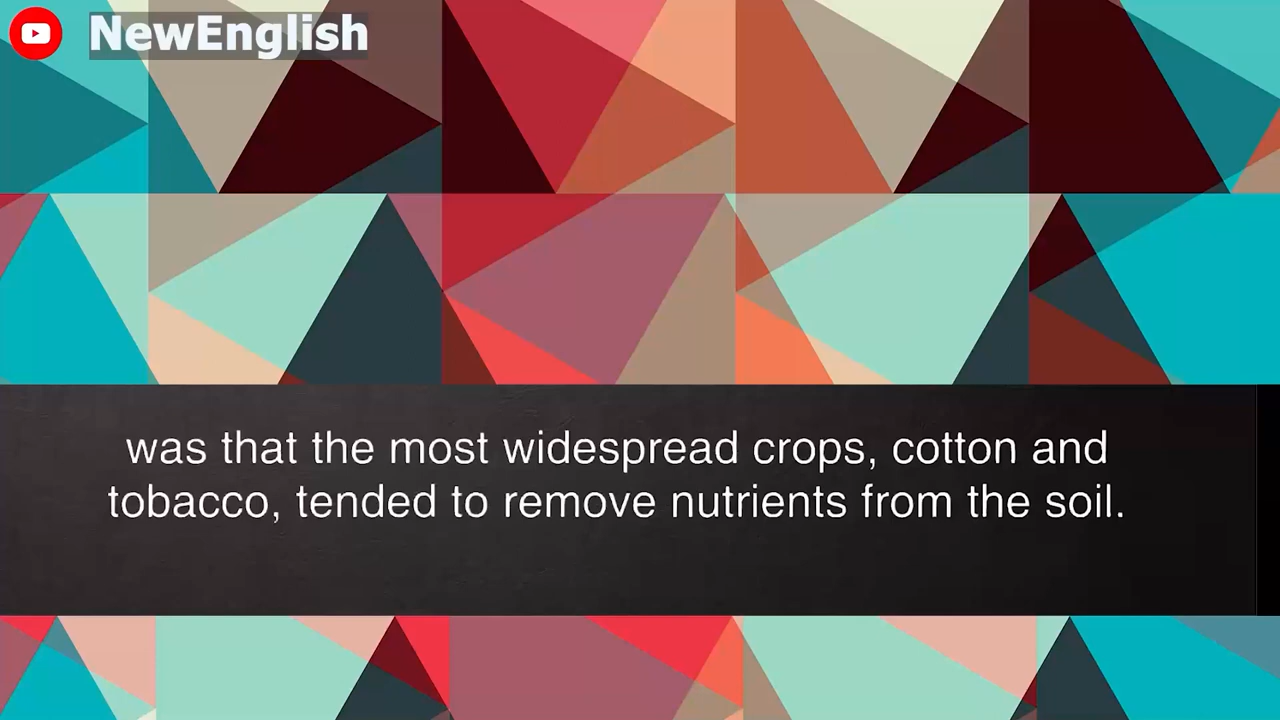 NewEnglish
was that the most widespread crops, cotton and
tobacco, tended to remove nutrients from the soil.